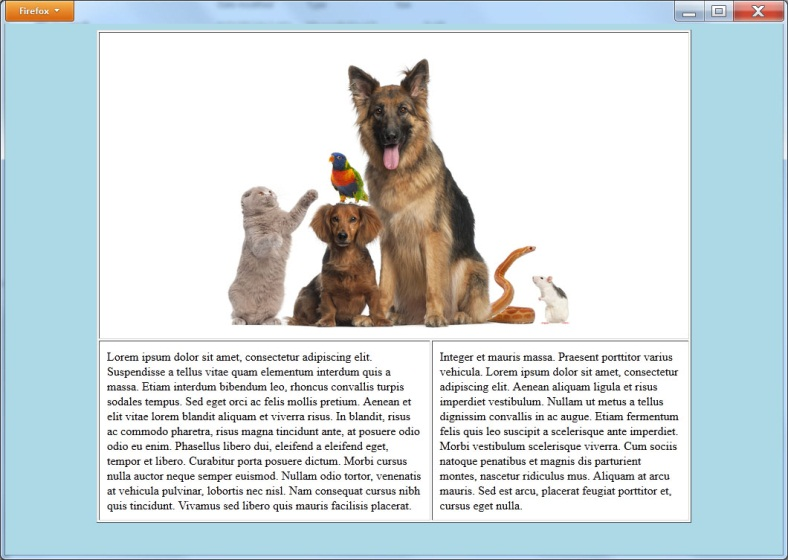 Firefox
Lorem ipsum dolor sit amet, consectetur adipiscing elit.
Suspendisse a tellus vitae quam elementum interdum quis a
massa. Etiam interdum bibendum leo, rhoncus convallis turpis
sodales tempus. Sed eget orci ac felis mollis pretium. Aenean et
elit vitae lorem blandit aliquam et viverra risus. In blandit, risus
ac commodo pharetra, risus magna tincidunt ante, at posuere odio
odio eu enim. Phasellus libero dui, eleifend a eleifend eget,
tempor et libero. Curabitur porta posuere dictum. Morbi cursus
nulla auctor neque semper euismod. Nullam odio tortor, venenatis
at vehicula pulvinar, lobortis nec nisl. Nam consequat cursus nibh
quis tincidunt. Vivamus sed libero quis mauris facilisis placerat.
Integer et mauris massa. Praesent porttitor varius
vehicula. Lorem ipsum dolor sit amet, consectetur
adipiscing elit. Aenean aliquam ligula et risus
imperdiet vestibulum. Nullam ut metus a tellus
dignissim convallis in ac augue. Etiam fermentum
felis quis leo suscipit a scelerisque ante imperdiet.
Morbi vestibulum scelerisque viverra. Cum sociis
natoque penatibus et magnis dis parturient
montes, nascetur ridiculus mus. Aliquam at arcu
mauris. Sed est arcu, placerat feugiat porttitor et,
cursus eget nulla.